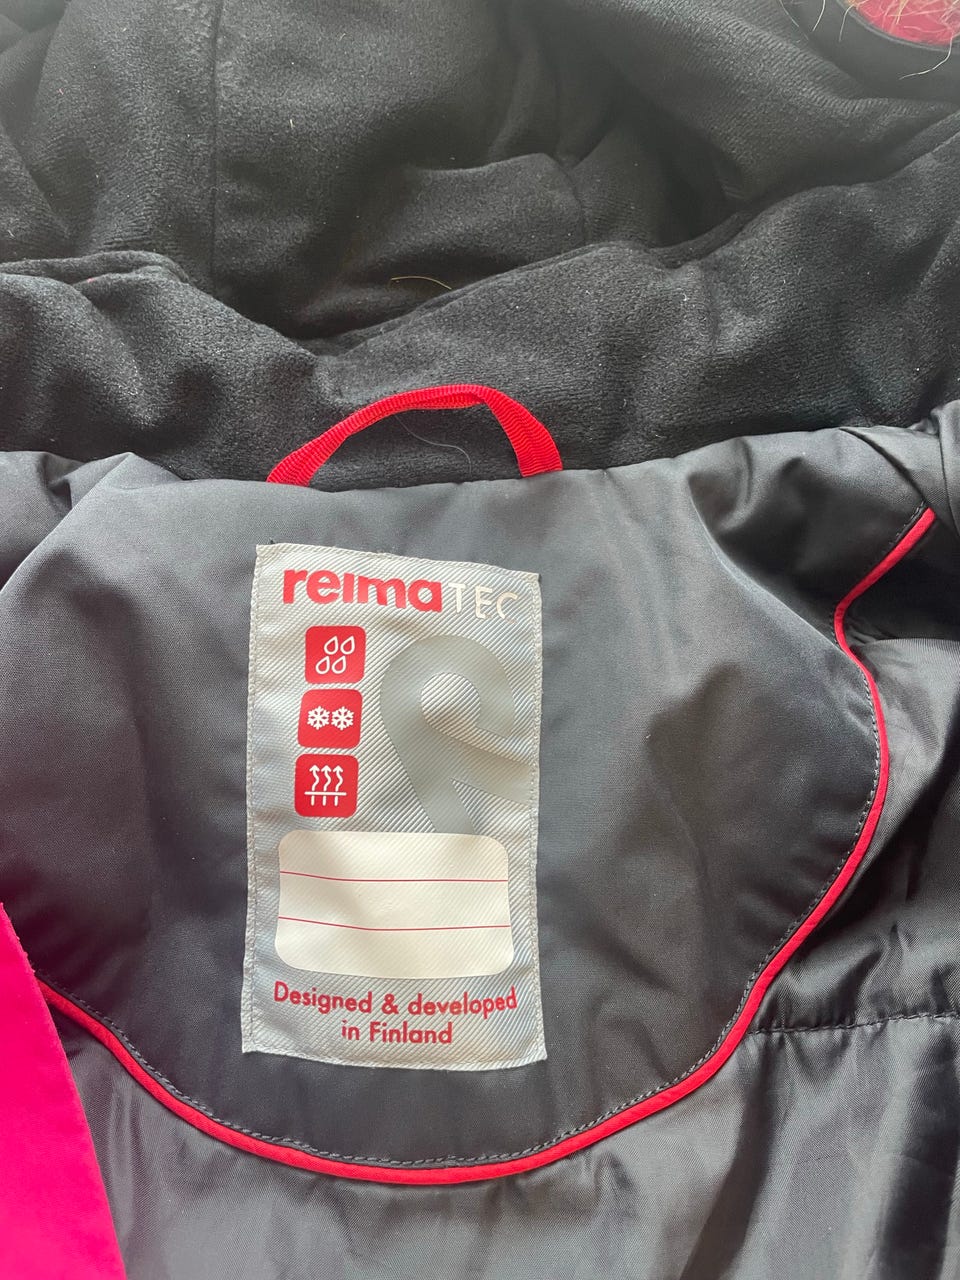 reimaTEC
Designed & developed
in Finland